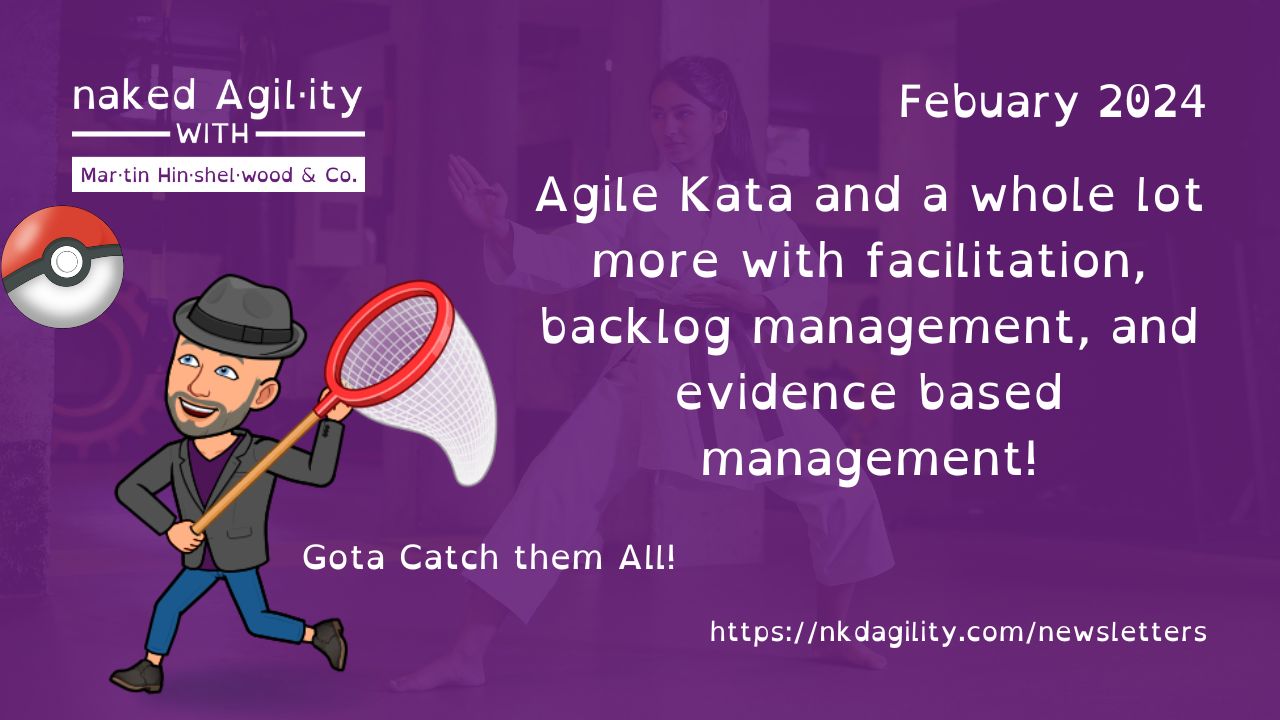 naked Agil·ity
WITH
Mar·tin Hin·shel·wood & Co.
Febuary 2024
Agile Kata and a whole lot
more with facilitation,
backlog management, and
evidence based
management!
Gota Catch them All!
https://nkdagility.com/newsletters